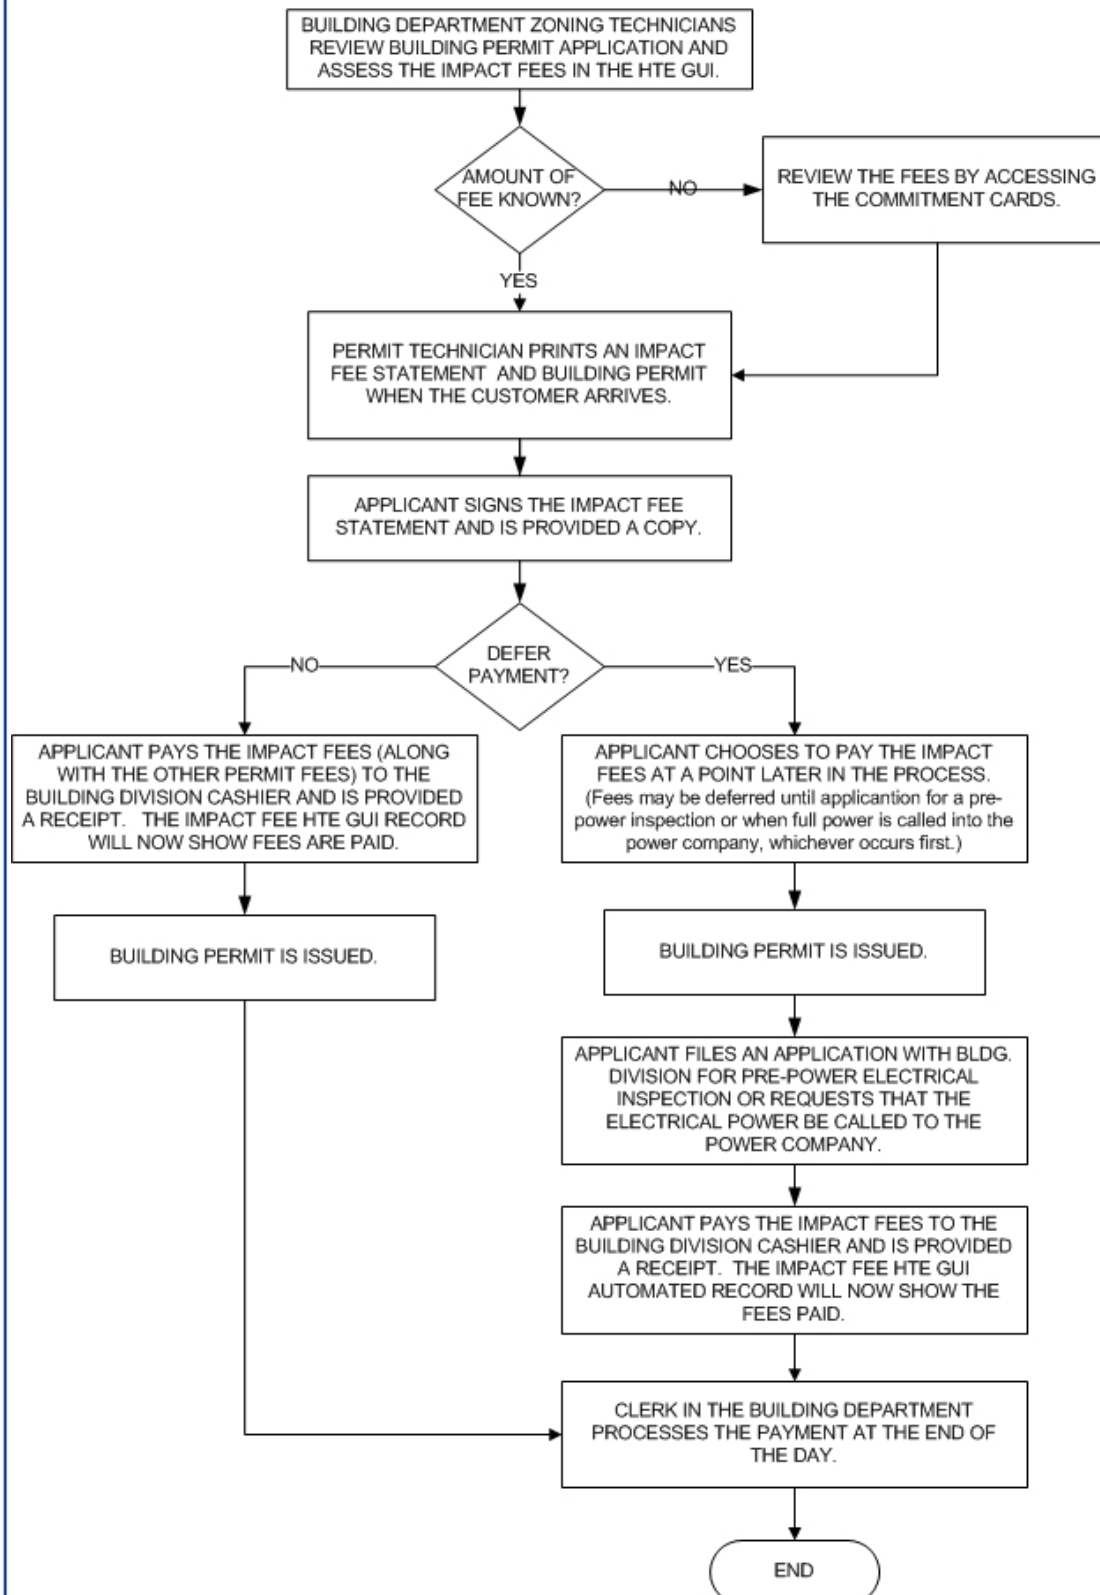 BUILDING DEPARTMENT ZONING TECHNICIANS
REVIEW BUILDING PERMIT APPLICATION AND
ASSESS THE IMPACT FEES IN THE HTE GUI.
AMOUNT OF
FEE KNOWN?
NO
REVIEW THE FEES BY ACCESSING
THE COMMITMENT CARDS.
YES
PERMIT TECHNICIAN PRINTS AN IMPACT
FEE STATEMENT AND BUILDING PERMIT
WHEN THE CUSTOMER ARRIVES.
APPLICANT SIGNS THE IMPACT FEE
STATEMENT AND IS PROVIDED A COPY.
DEFER
PAYMENT?
NO
YES
APPLICANT PAYS THE IMPACT FEES (ALONG
WITH THE OTHER PERMIT FEES) TO THE
BUILDING DIVISION CASHIER AND IS PROVIDED
A RECEIPT. THE IMPACT FEE HTE GUI RECORD
WILL NOW SHOW FEES ARE PAID.
APPLICANT CHOOSES TO PAY THE IMPACT
FEES AT A POINT LATER IN THE PROCESS.
(Fees may be deferred until applicantion for a pre-
power inspection or when full power is called into the
power company, whichever occurs first.)
BUILDING PERMIT IS ISSUED.
BUILDING PERMIT IS ISSUED.
APPLICANT FILES AN APPLICATION WITH BLDG.
DIVISION FOR PRE-POWER ELECTRICAL
INSPECTION OR REQUESTS THAT THE
ELECTRICAL POWER BE CALLED TO THE
POWER COMPANY.
APPLICANT PAYS THE IMPACT FEES TO THE
BUILDING DIVISION CASHIER AND IS PROVIDED
A RECEIPT. THE IMPACT FEE HTE GUI
AUTOMATED RECORD WILL NOW SHOW THE
FEES PAID.
CLERK IN THE BUILDING DEPARTMENT
PROCESSES THE PAYMENT AT THE END OF
THE DAY.
END